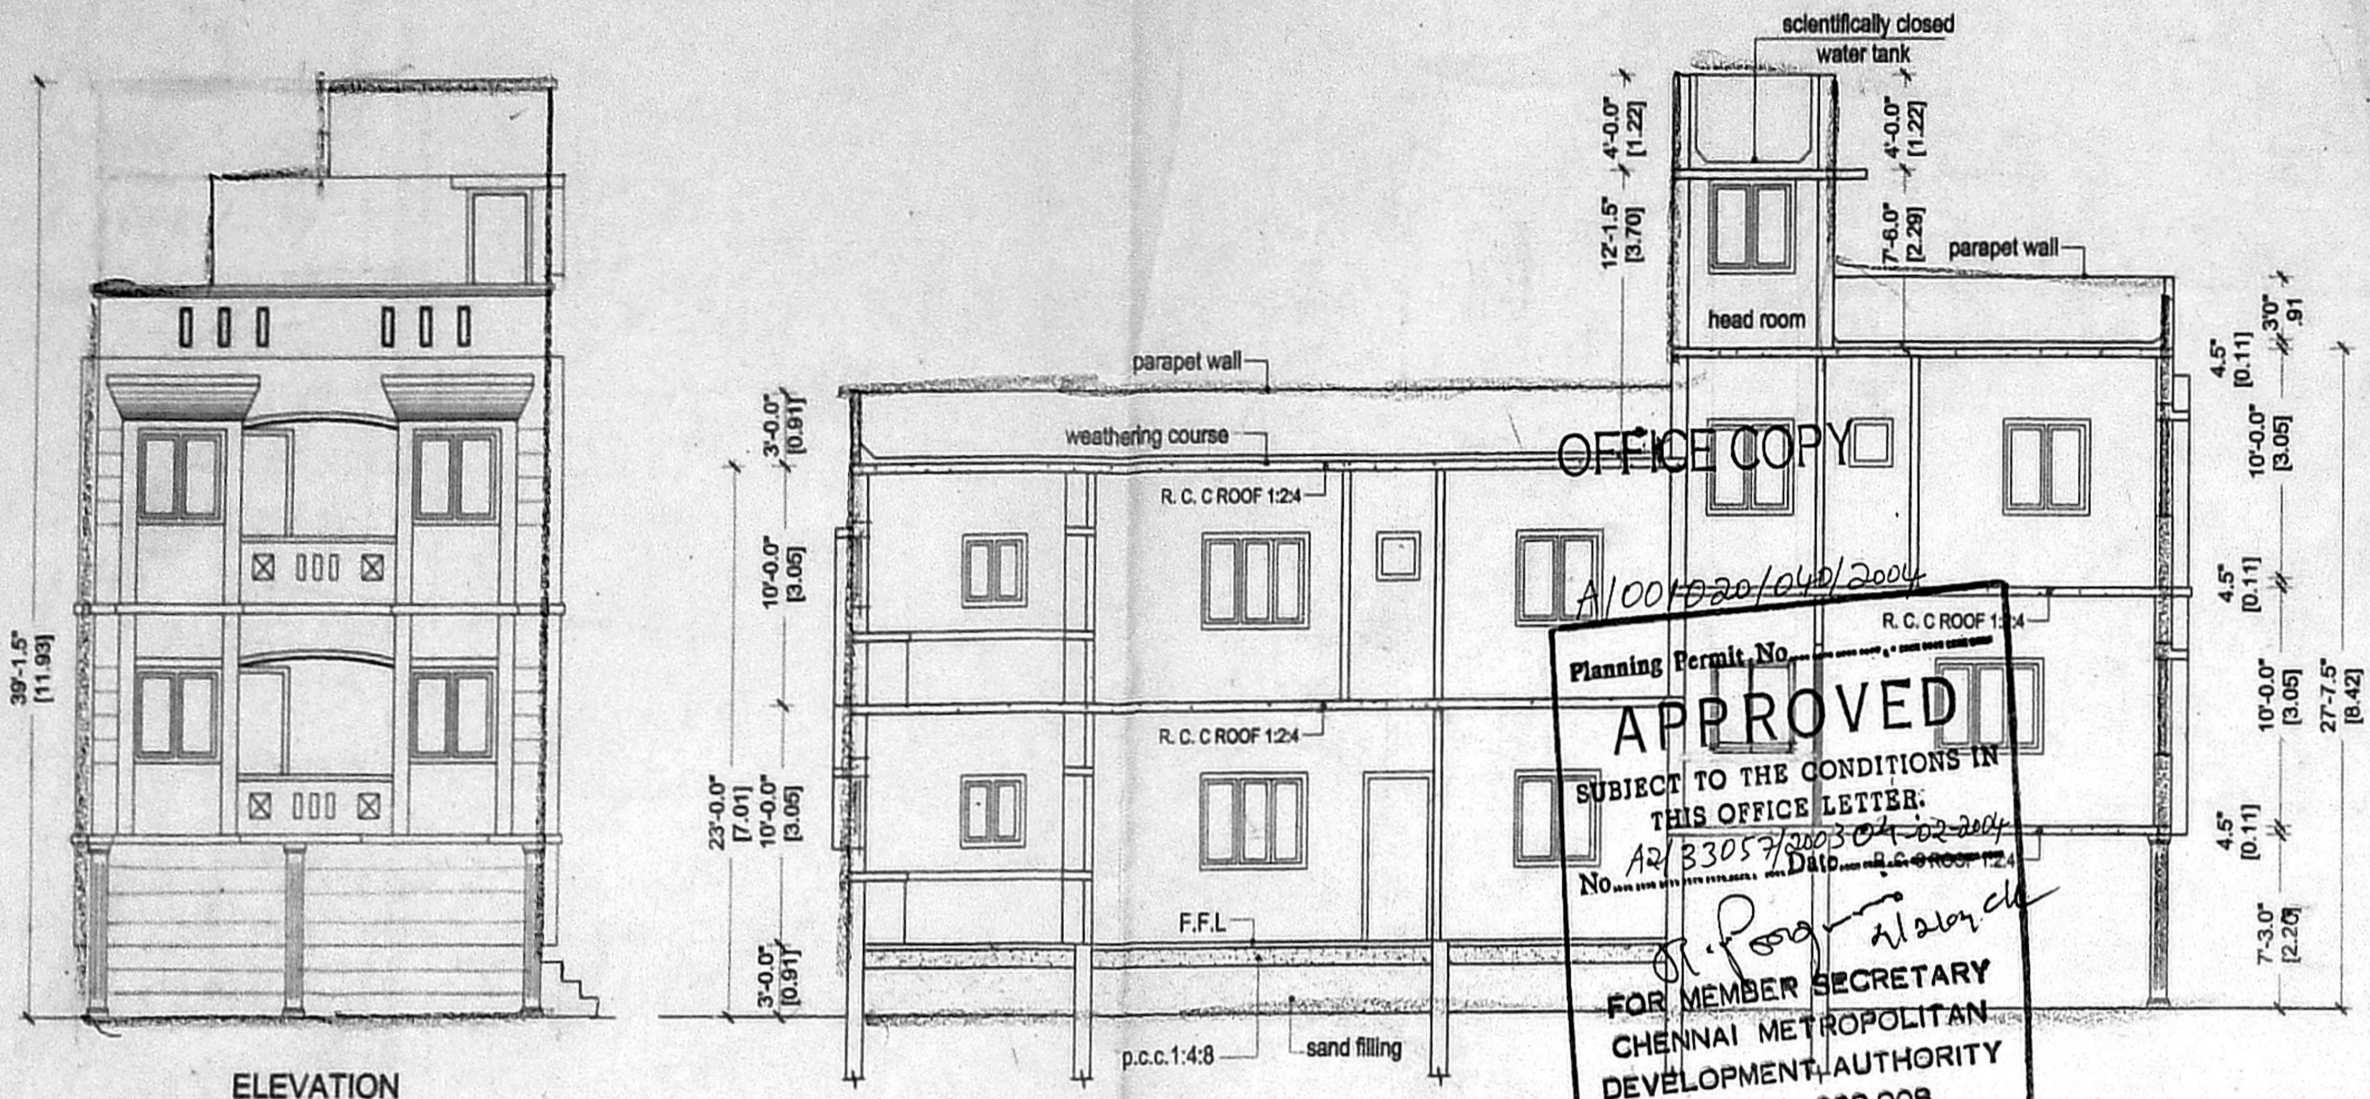 39'-1.5"
[11.93]
ELEVATION
23'-0.0"
[7.01]
3'-0.0"
[0.91]
10'-0.0"
[3.05]
10'-0.0"
[3.05]
3'-0.0"
[0.91]
parapet wall
weathering course
R. C. C ROOF 1:2:4
R. C. C ROOF 1:2:4
F.F.L
p.c.c.1:4:8
sand filling
scientifically closed
water tank
4'-0.0"
[1.22]
12'-1.5"
[3.70]
4'-0.0"
[1.22]
7'-6.0"
[2.29]
head room
parapet wall
3'0"
.91
4.5"
[0.11]
10'-0.0"
[3.05]
4.5"
[0.11]
10'-0.0"
[3.05]
4.5"
[0.11]
7'-3.0"
[2.20]
27'-7.5"
[8.42]
R. C. C ROOF 1:2:4
R. C. C ROOF 1:2:4
OFFICE COPY
A/001/020/040/2004
Planning Permit No.
APPROVED
SUBJECT TO THE CONDITIONS IN
THIS OFFICE LETTER:
No. A2/33057/2003 Date 04-02-2004
FOR MEMBER SECRETARY
CHENNAI METROPOLITAN
DEVELOPMENT AUTHORITY